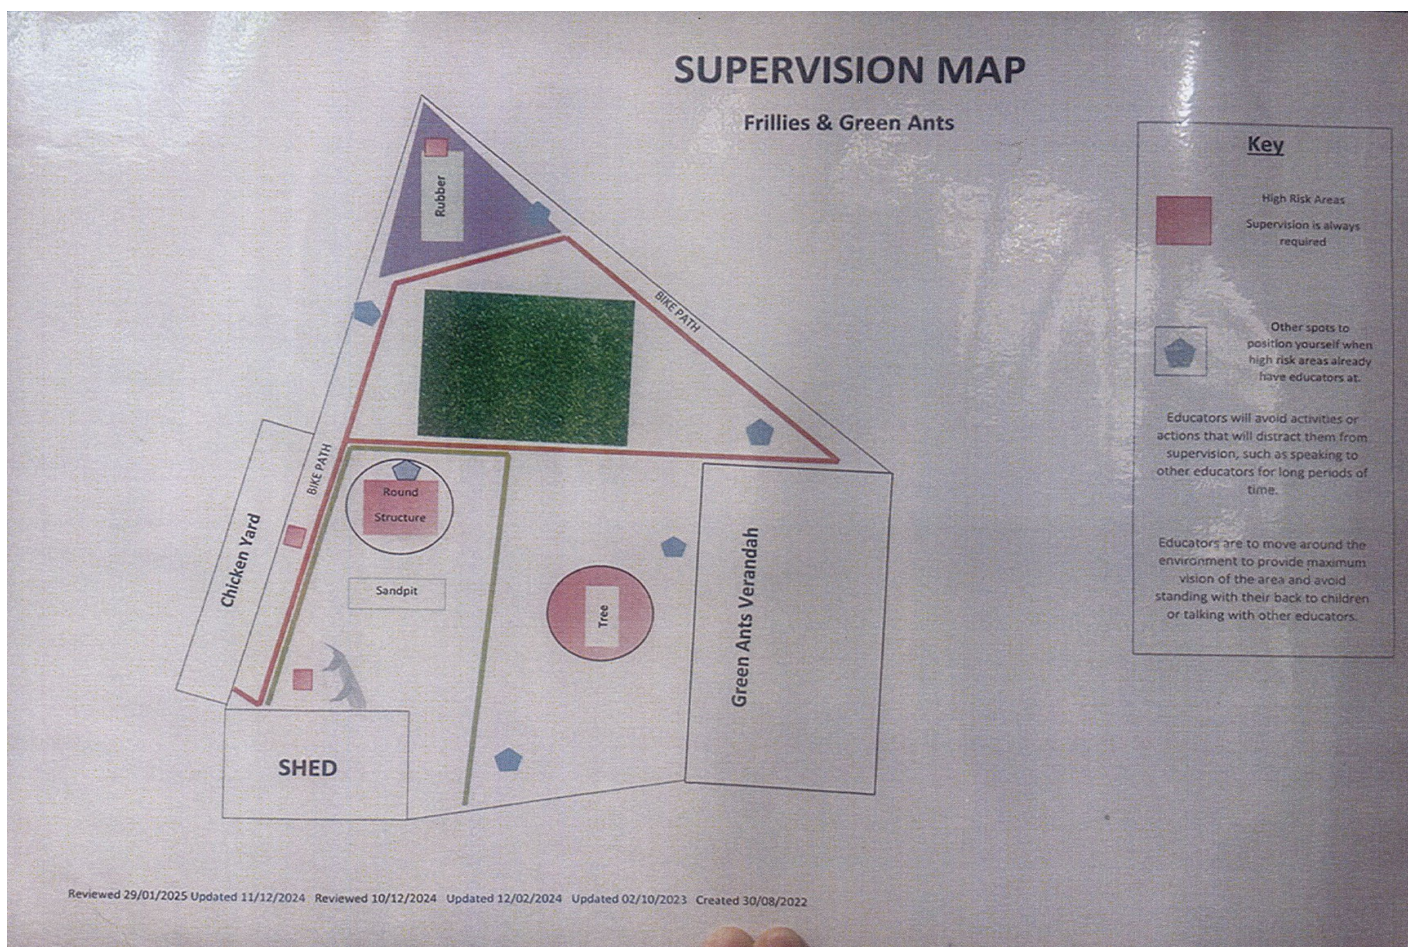 SUPERVISION MAP
Frillies & Green Ants
Key
High Risk Areas
Supervision is always
required
Other spots to
position yourself when
high risk areas already
have educators at.
Educators will avoid activities or
actions that will distract them from
supervision, such as speaking to
other educators for long periods of
time.
Educators are to move around the
environment to provide maximum
vision of the area and avoid
standing with their back to children
or talking with other educators.
Rubber
BIKE PATH
BIKE PATH
Chicken Yard
Round
Structure
Sandpit
Tree
Green Ants Verandah
SHED
Reviewed 29/01/2025 Updated 11/12/2024 Reviewed 10/12/2024 Updated 12/02/2024 Updated 02/10/2023 Created 30/08/2022